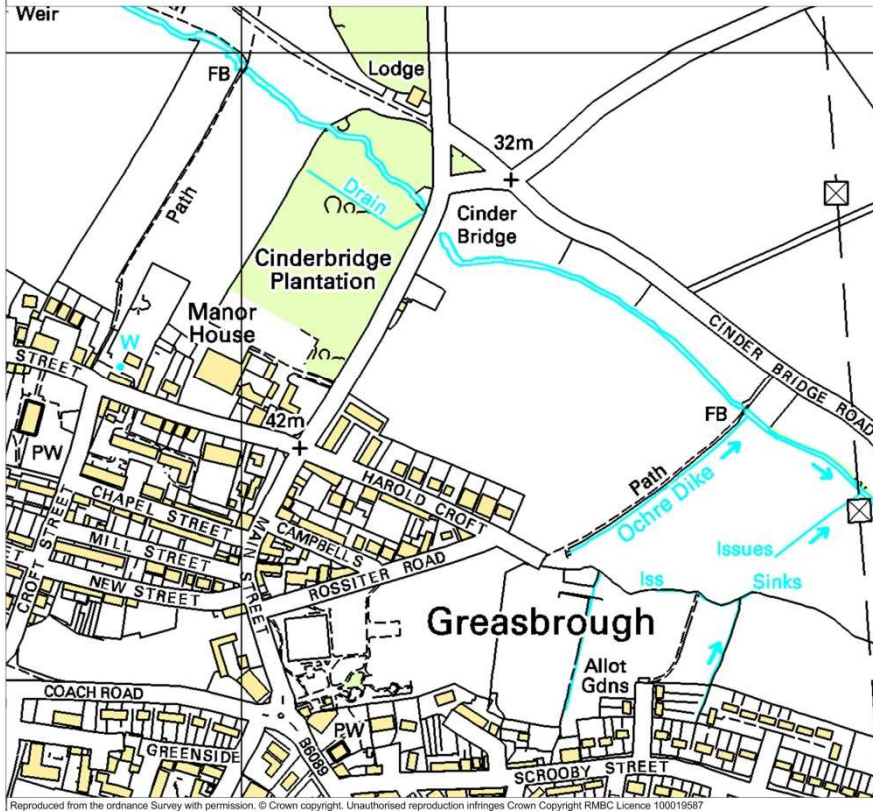 Weir
FB
Lodge
32m
Path
Drain
Cinder
Bridge
Cinderbridge
Plantation
Manor
House
W
STREET
CINDER BRIDGE ROAD
42m
FB
PW
HAROLD CROFT
Path
Ochre Dike
CHAPEL STREET
CAMPBELLS
MILL STREET
MAIN STREET
Issues
CROFT STREET
NEW STREET
ROSSITER ROAD
Iss
Sinks
Greasbrough
Allot
Gdns
COACH ROAD
PW
B6089
GREENSIDE
SCROOBY STREET
Reproduced from the ordnance Survey with permission. © Crown copyright. Unauthorised reproduction infringes Crown Copyright RMBC Licence 100019587